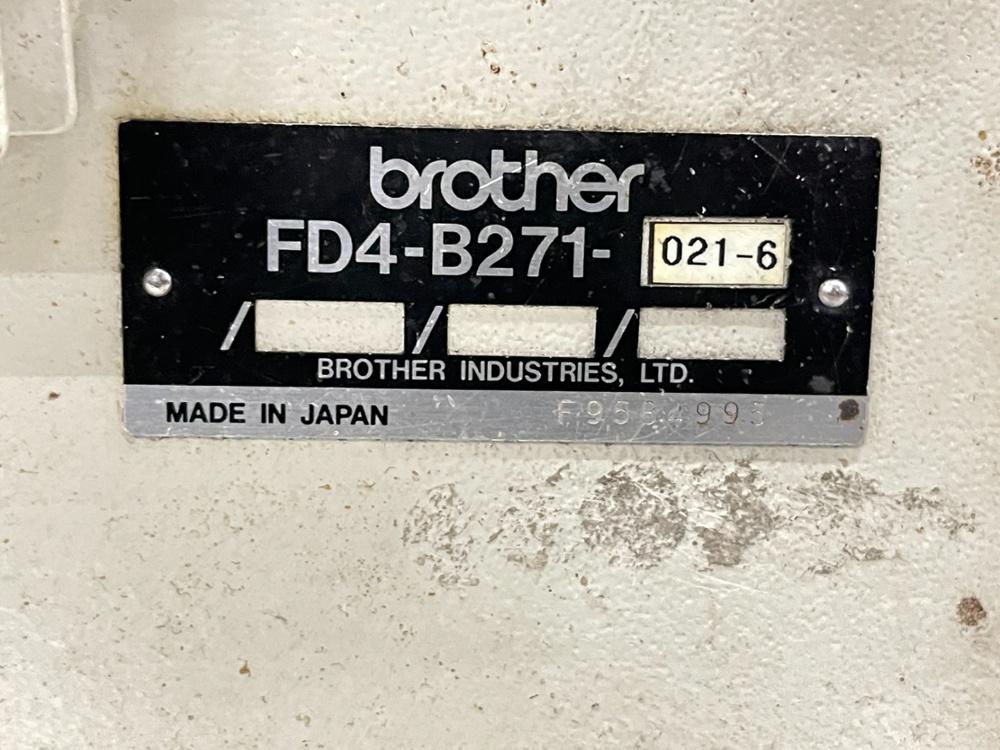 brother
FD4-B271- 021-6
/ / /
BROTHER INDUSTRIES, LTD.
MADE IN JAPAN